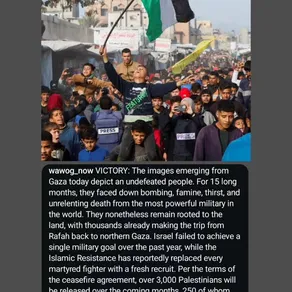 PRESS
PRESS
wawog_now VICTORY: The images emerging from
Gaza today depict an undefeated people. For 15 long
months, they faced down bombing, famine, thirst, and
unrelenting death from the most powerful military in
the world. They nonetheless remain rooted to the
land, with thousands already making the trip from
Rafah back to northern Gaza. Israel failed to achieve a
single military goal over the past year, while the
Islamic Resistance has reportedly replaced every
martyred fighter with a fresh recruit. Per the terms of
the ceasefire agreement, over 3,000 Palestinians will
be released over the coming months, 250 of whom